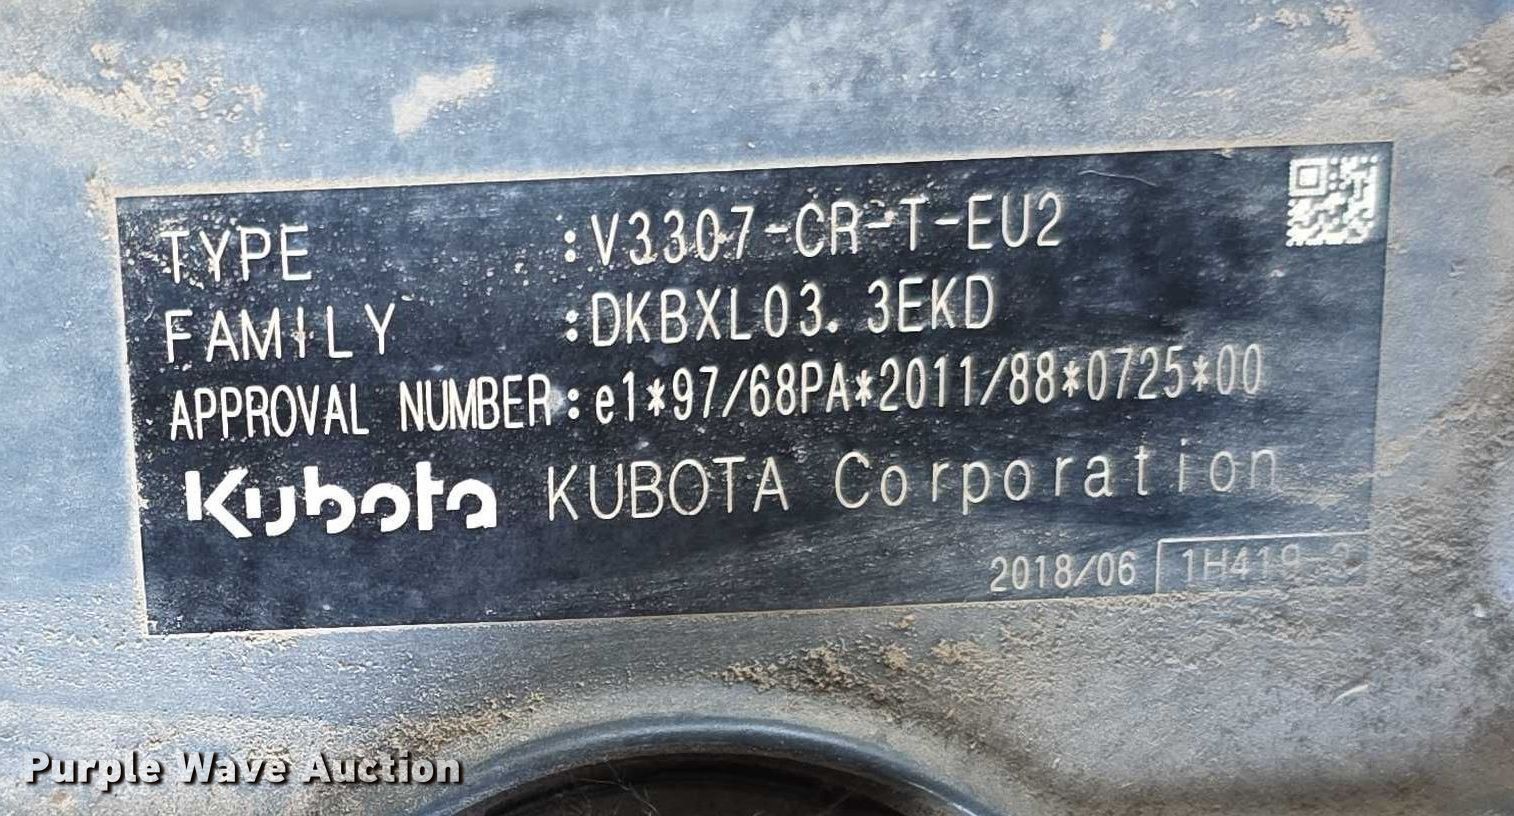 TYPE :V3307-CR-T-EU2
FAMILY :DKBXL03.3EKD
APPROVAL NUMBER:e1*97/68PA*2011/88*0725*00
Kubota KUBOTA Corporation
2018/06
Purple Wave Auction